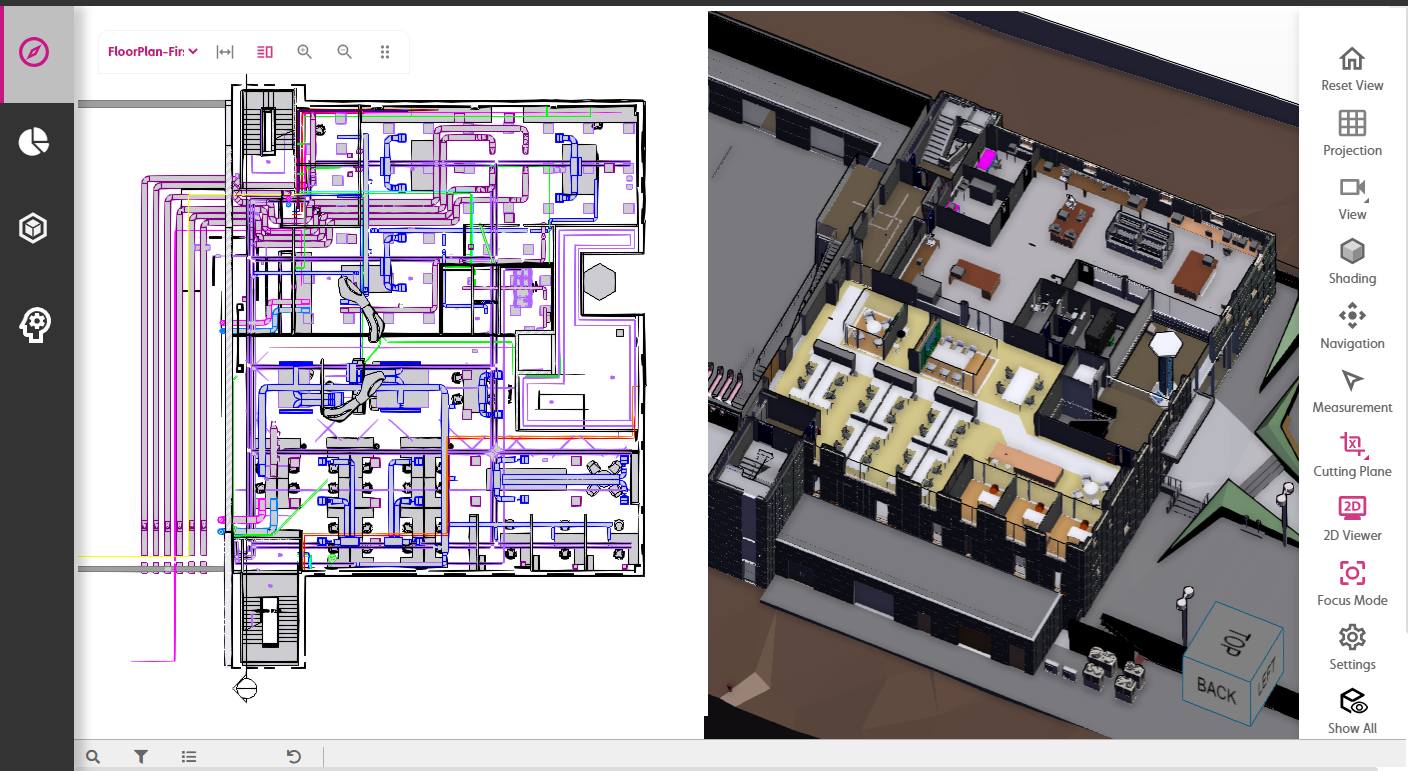 FloorPlan-Fir:
Reset View
Projection
View
Shading
Navigation
Measurement
Cutting Plane
2D
2D Viewer
Focus Mode
Settings
Show All
TOP
BACK
LEFT